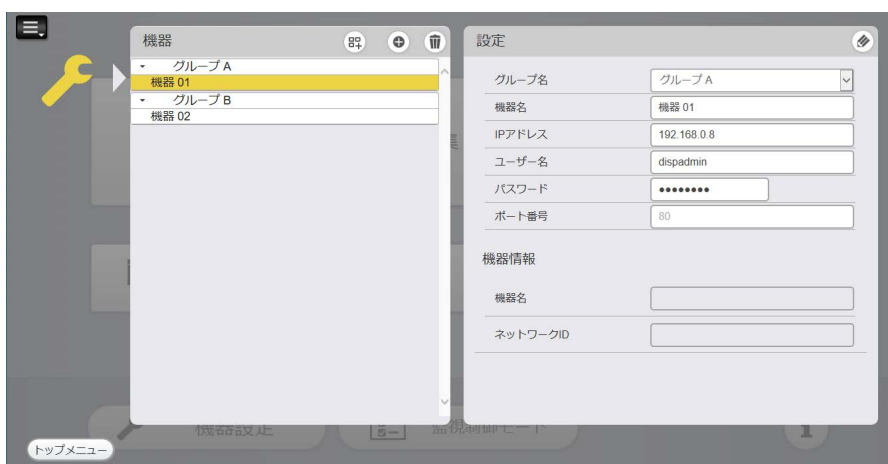 機器
グループ A
機器 01
グループ B
機器 02
設定
グループ名 グループ A
機器名 機器 01
IPアドレス 192.168.0.8
ユーザー名 dispadmin
パスワード ••••••••
ポート番号 80
機器情報
機器名
ネットワークID
機器設定
監視制御モード
トップメニュー